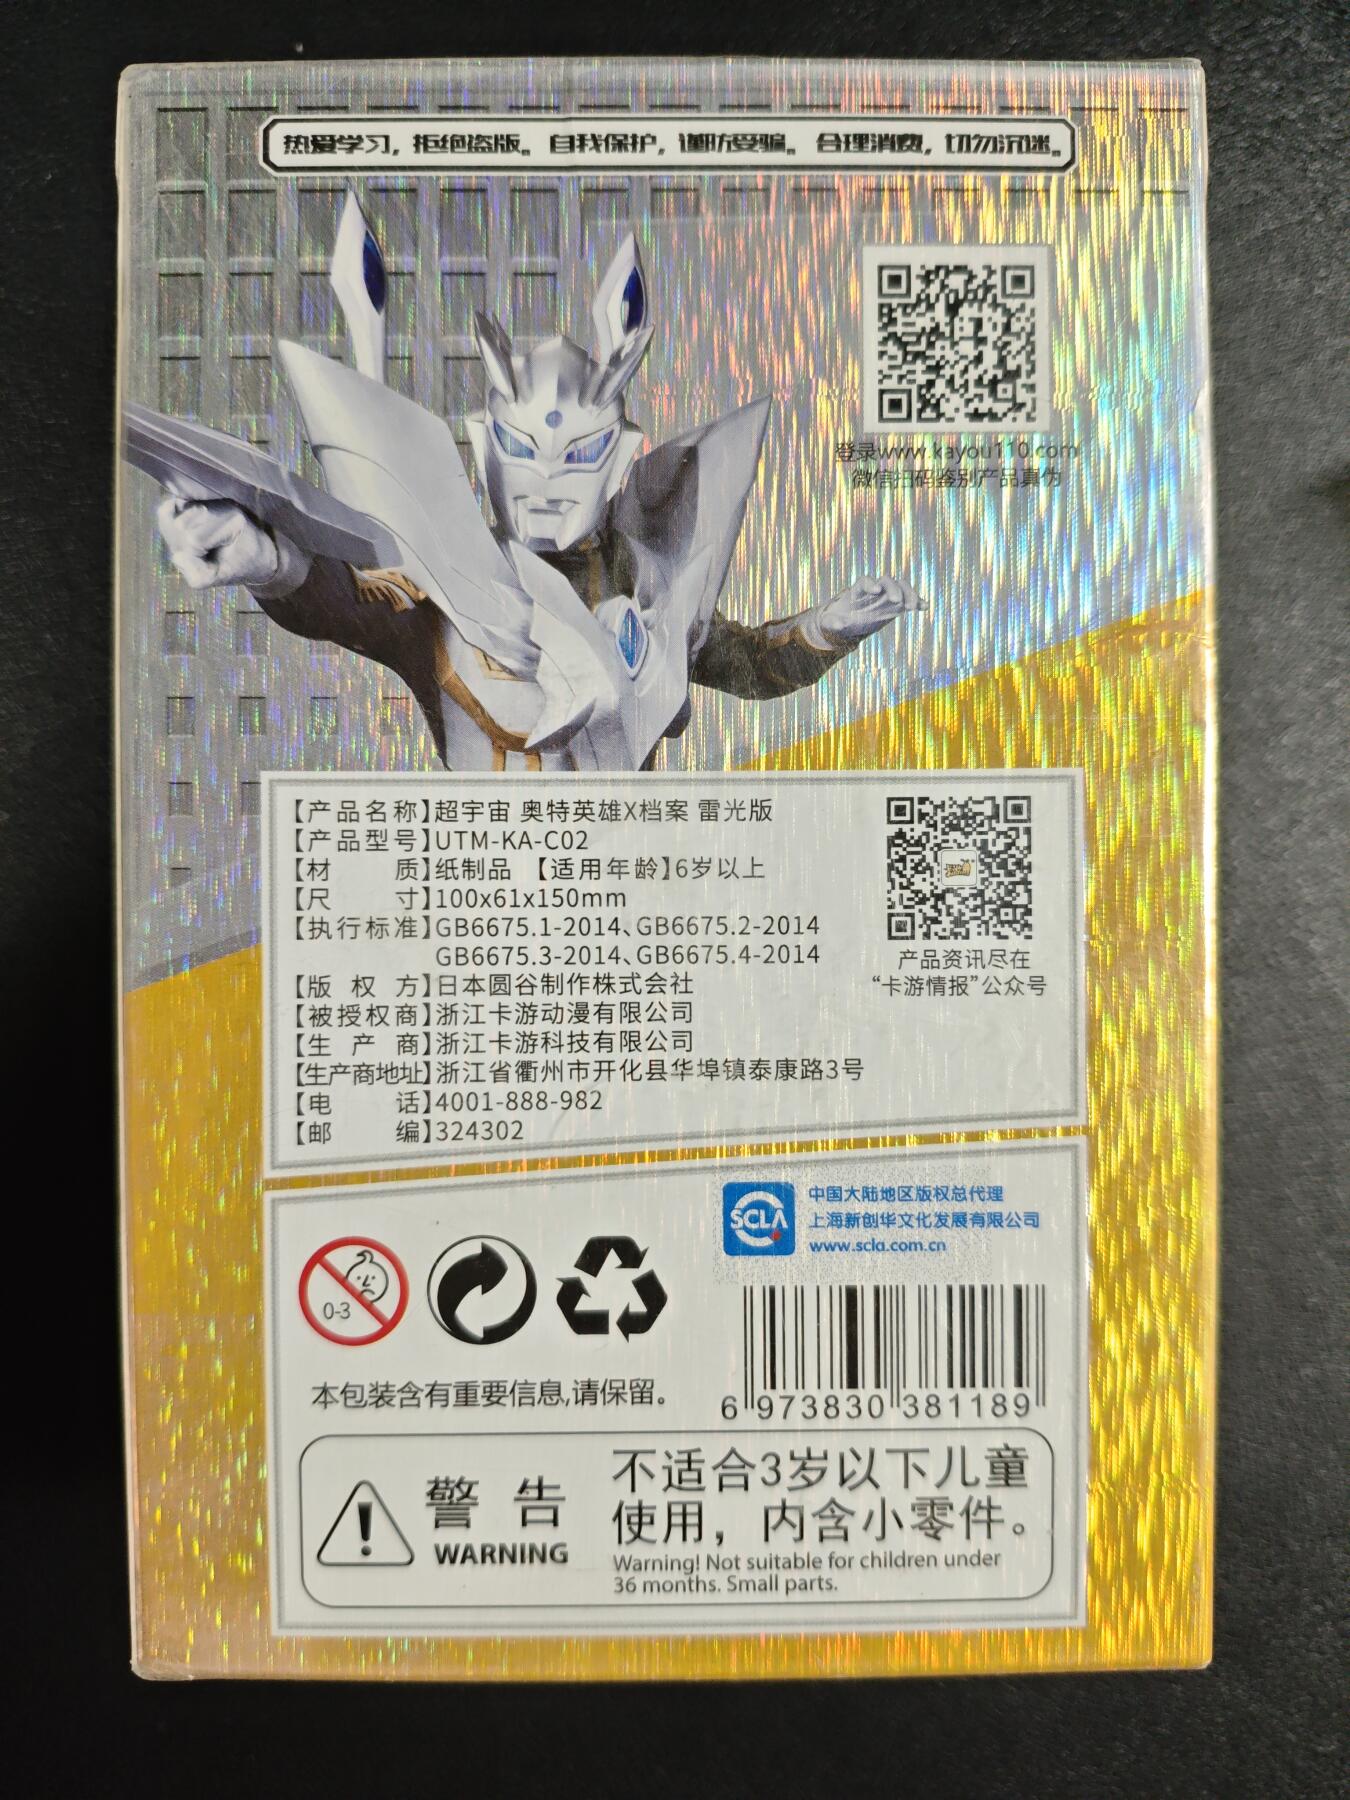 热爱学习，拒绝盗版。自我保护，谨防受骗。合理消费，切勿沉迷。
登录www.kayou110.com
微信扫码鉴别产品真伪
【产品名称】超宇宙 奥特英雄X档案 雷光版
【产品型号】UTM-KA-C02
【材 质】纸制品 【适用年龄】6岁以上
【尺 寸】100x61x150mm
【执行标准】GB6675.1-2014、GB6675.2-2014
GB6675.3-2014、GB6675.4-2014
【版 权 方】日本圆谷制作株式会社
【被授权商】浙江卡游动漫有限公司
【生 产 商】浙江卡游科技有限公司
【生产商地址】浙江省衢州市开化县华埠镇泰康路3号
【电 话】4001-888-982
【邮 编】324302
产品资讯尽在
“卡游情报”公众号
SCLA
中国大陆地区版权总代理
上海新创华文化发展有限公司
www.scla.com.cn
0-3
本包装含有重要信息,请保留。
6 973830 381189
警告
WARNING
不适合3岁以下儿童
使用，内含小零件。
Warning! Not suitable for children under
36 months. Small parts.